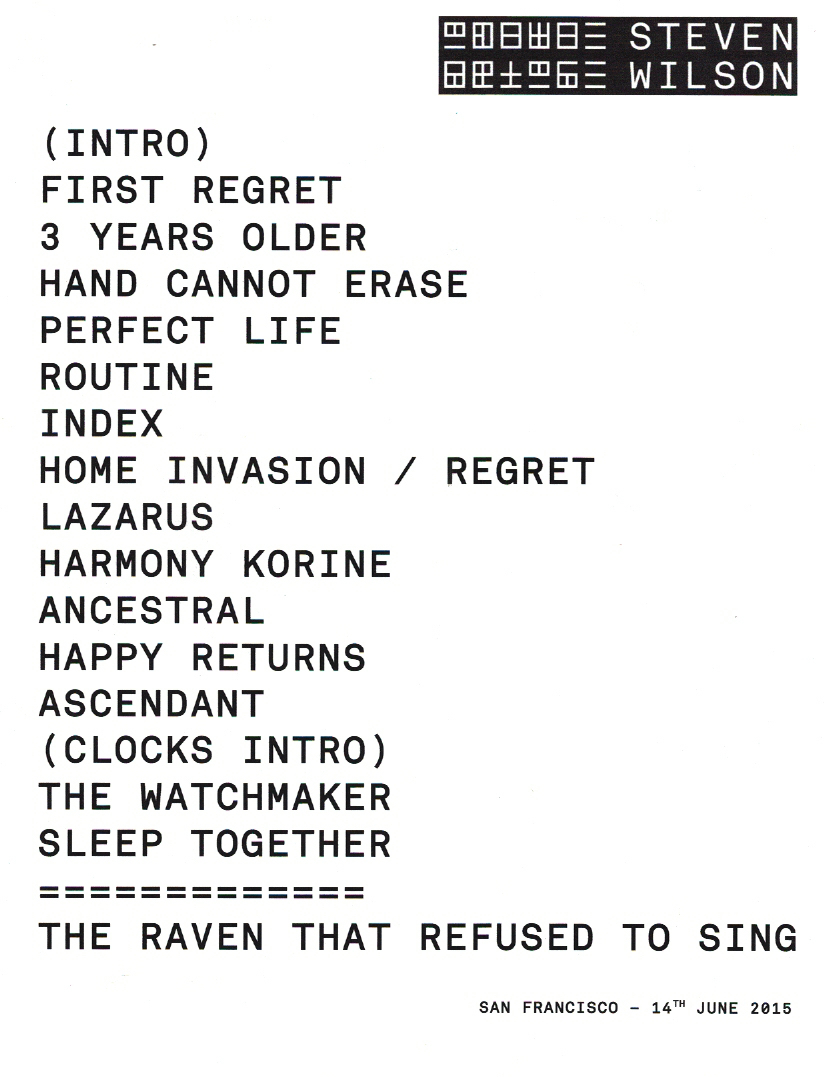 STEVEN
WILSON
(INTRO)
FIRST REGRET
3 YEARS OLDER
HAND CANNOT ERASE
PERFECT LIFE
ROUTINE
INDEX
HOME INVASION / REGRET
LAZARUS
HARMONY KORINE
ANCESTRAL
HAPPY RETURNS
ASCENDANT
(CLOCKS INTRO)
THE WATCHMAKER
SLEEP TOGETHER
=============
THE RAVEN THAT REFUSED TO SING
SAN FRANCISCO – 14TH JUNE 2015